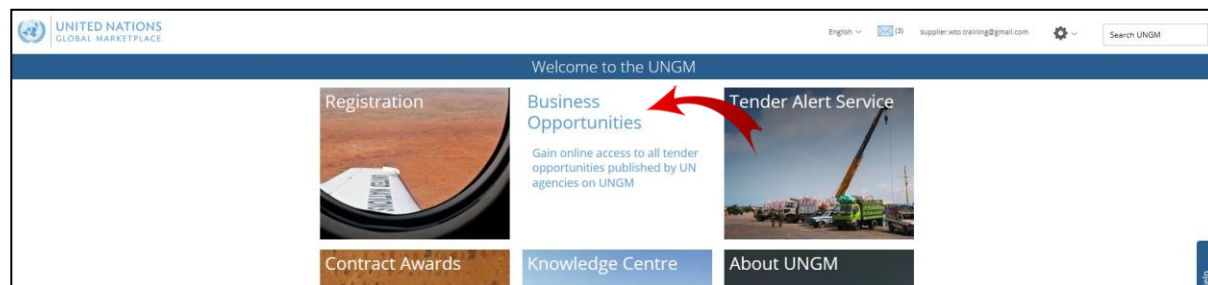 UNITED NATIONS
GLOBAL MARKETPLACE
English
(3)
supplier.wto.training@gmail.com
Search UNGM
Welcome to the UNGM
Registration
Business
Opportunities
Gain online access to all tender
opportunities published by UN
agencies on UNGM
Tender Alert Service
UNITED NATIONS
Contract Awards
Knowledge Centre
About UNGM